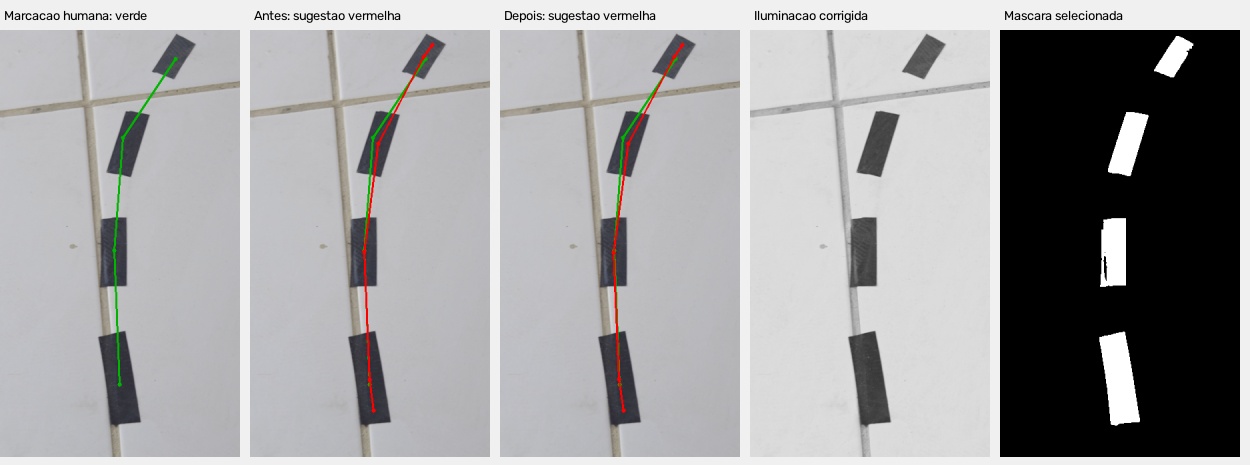 Marcacao humana: verde
Antes: sugestao vermelha
Depois: sugestao vermelha
Iluminacao corrigida
Mascara selecionada